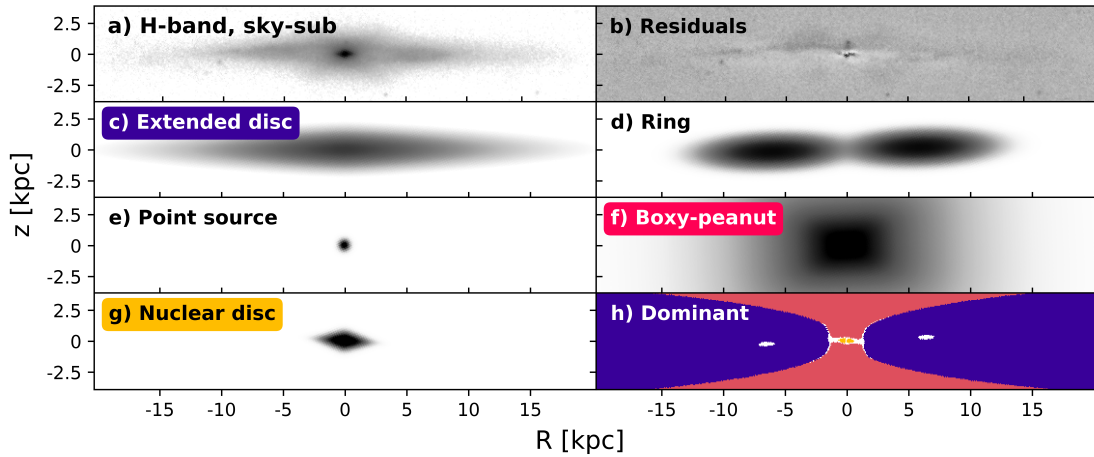 a) H-band, sky-sub
b) Residuals
c) Extended disc
d) Ring
e) Point source
f) Boxy-peanut
g) Nuclear disc
h) Dominant
2.5
0
-2.5
2.5
0
-2.5
2.5
0
-2.5
2.5
0
-2.5
z [kpc]
-15 -10 -5 0 5 10 15
-15 -10 -5 0 5 10 15
R [kpc]